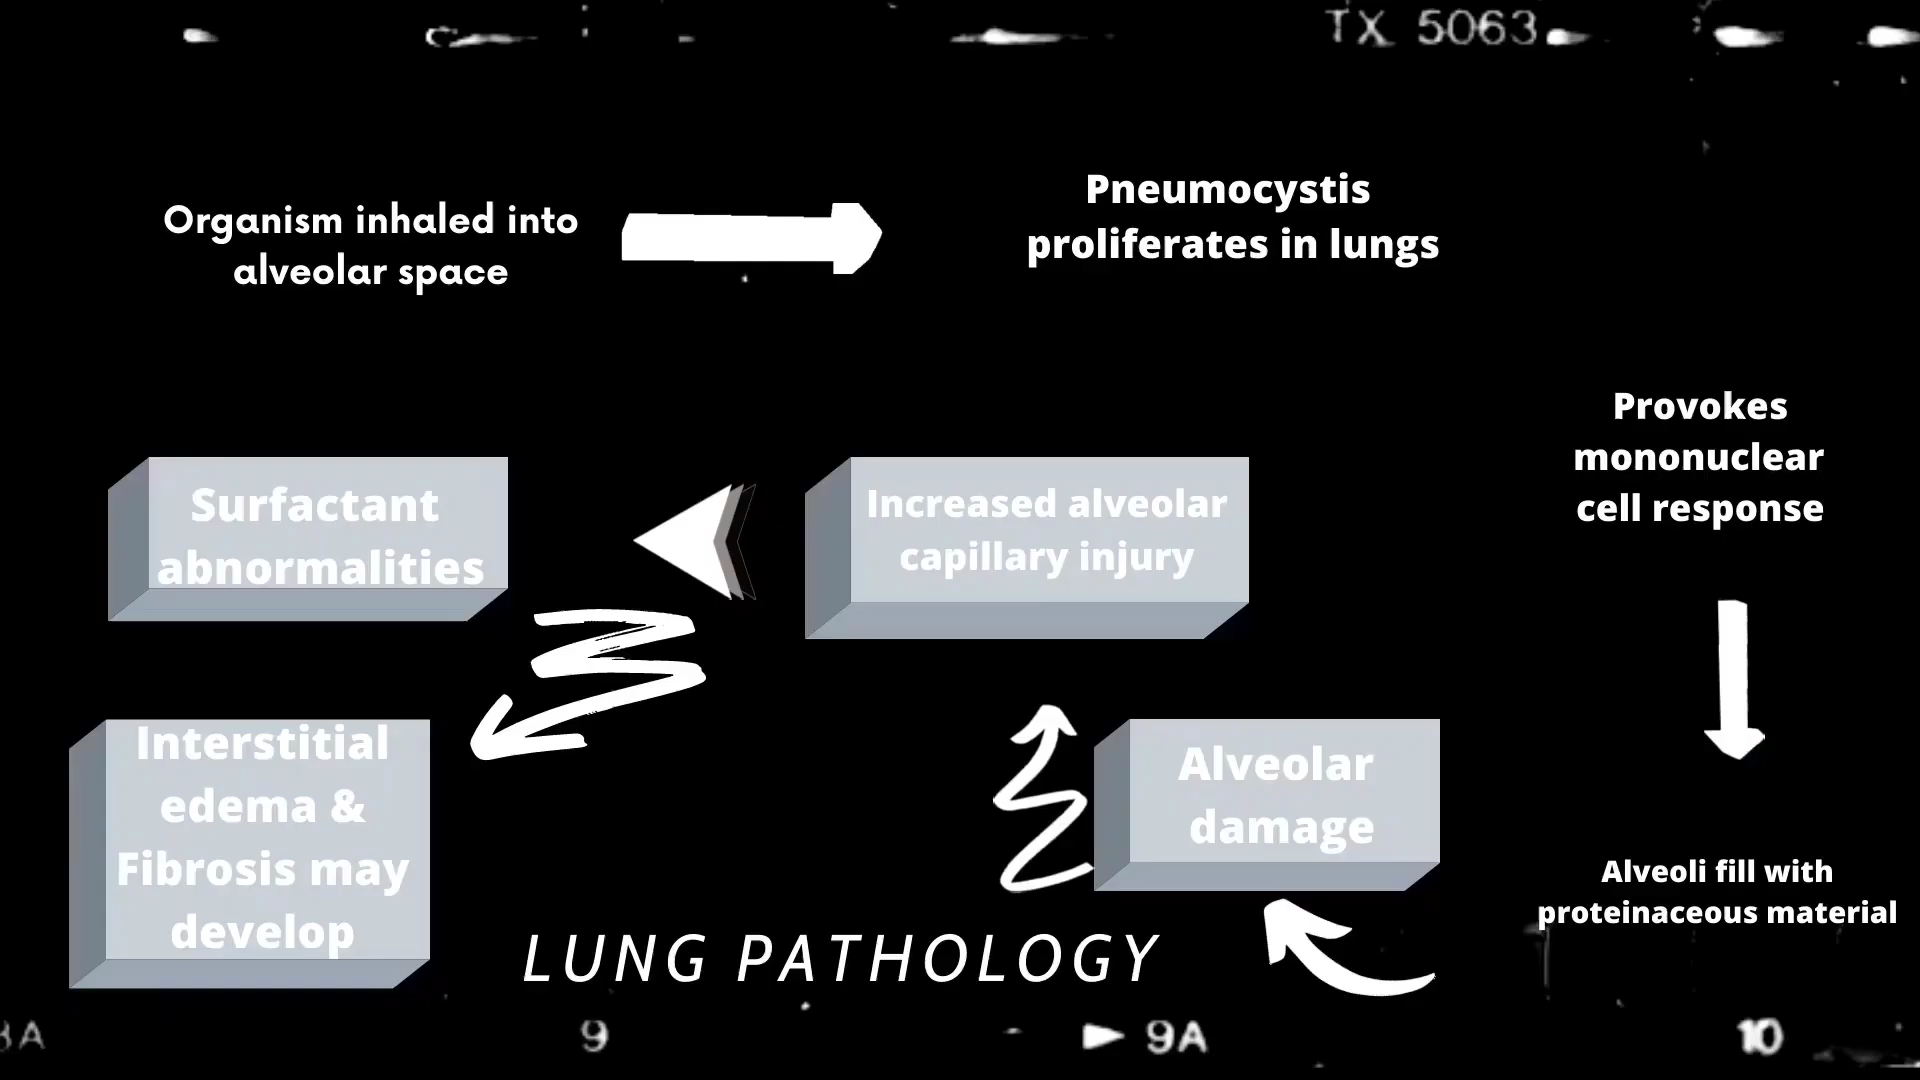 TX 5063
Organism inhaled into
alveolar space
Pneumocystis
proliferates in lungs
Provokes
mononuclear
cell response
Alveoli fill with
proteinaceous material
Alveolar
damage
Increased alveolar
capillary injury
Surfactant
abnormalities
Interstitial
edema &
Fibrosis may
develop
LUNG PATHOLOGY
9
9A
10